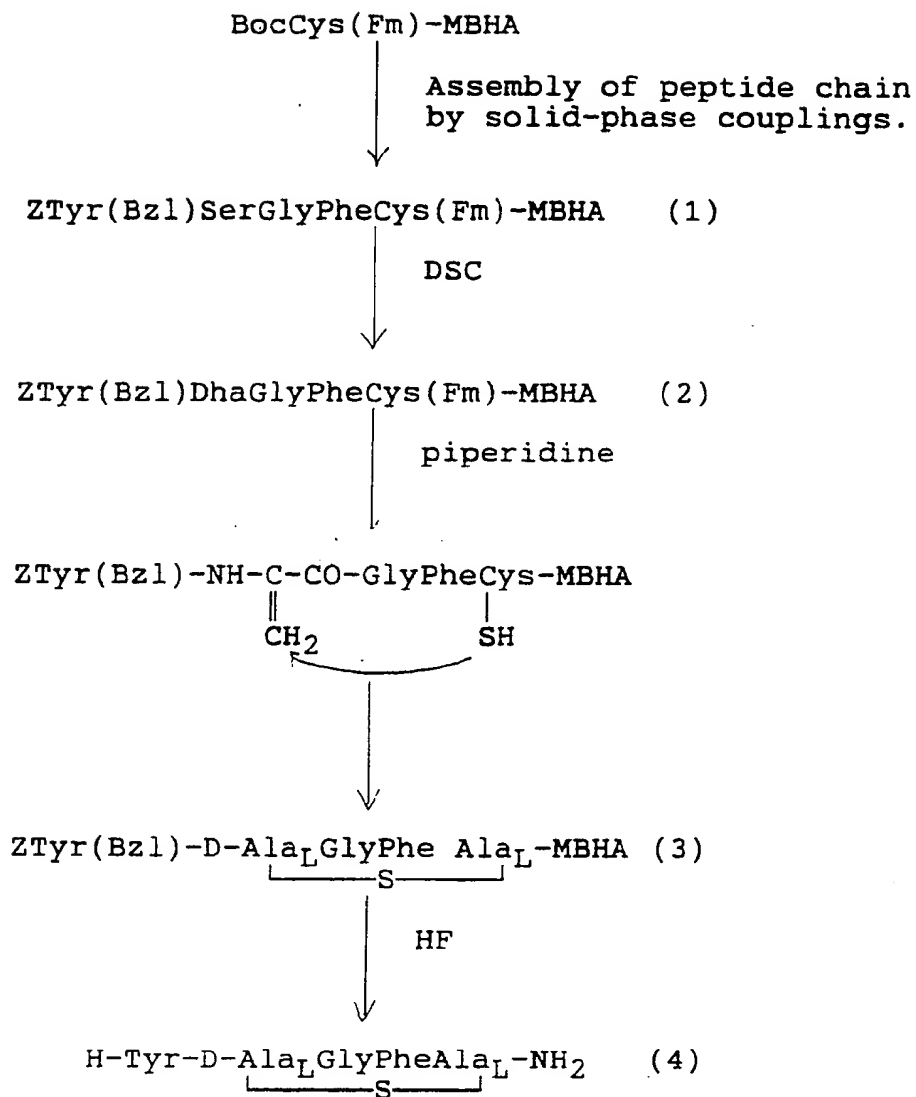 BocCys(Fm)-MBHA
Assembly of peptide chain
by solid-phase couplings.
ZTyr(Bzl)SerGlyPheCys(Fm)-MBHA (1)
DSC
ZTyr(Bzl)DhaGlyPheCys(Fm)-MBHA (2)
piperidine
ZTyr(Bzl)-NH-C-CO-GlyPheCys-MBHA
CH2 SH
ZTyr(Bzl)-D-AlaLGlyPhe AlaL-MBHA (3)
S
HF
H-Tyr-D-AlaLGlyPheAlaL-NH2 (4)
S